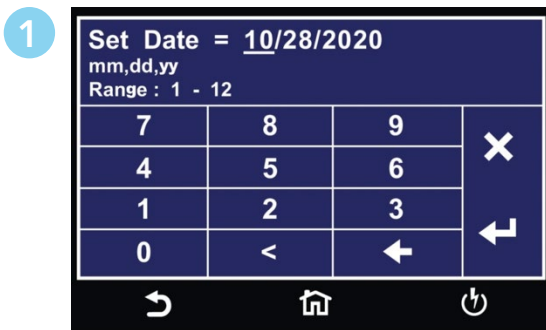 1
Set Date = 10/28/2020
mm,dd,yy
Range : 1 - 12
7 8 9
4 5 6
1 2 3
0 <